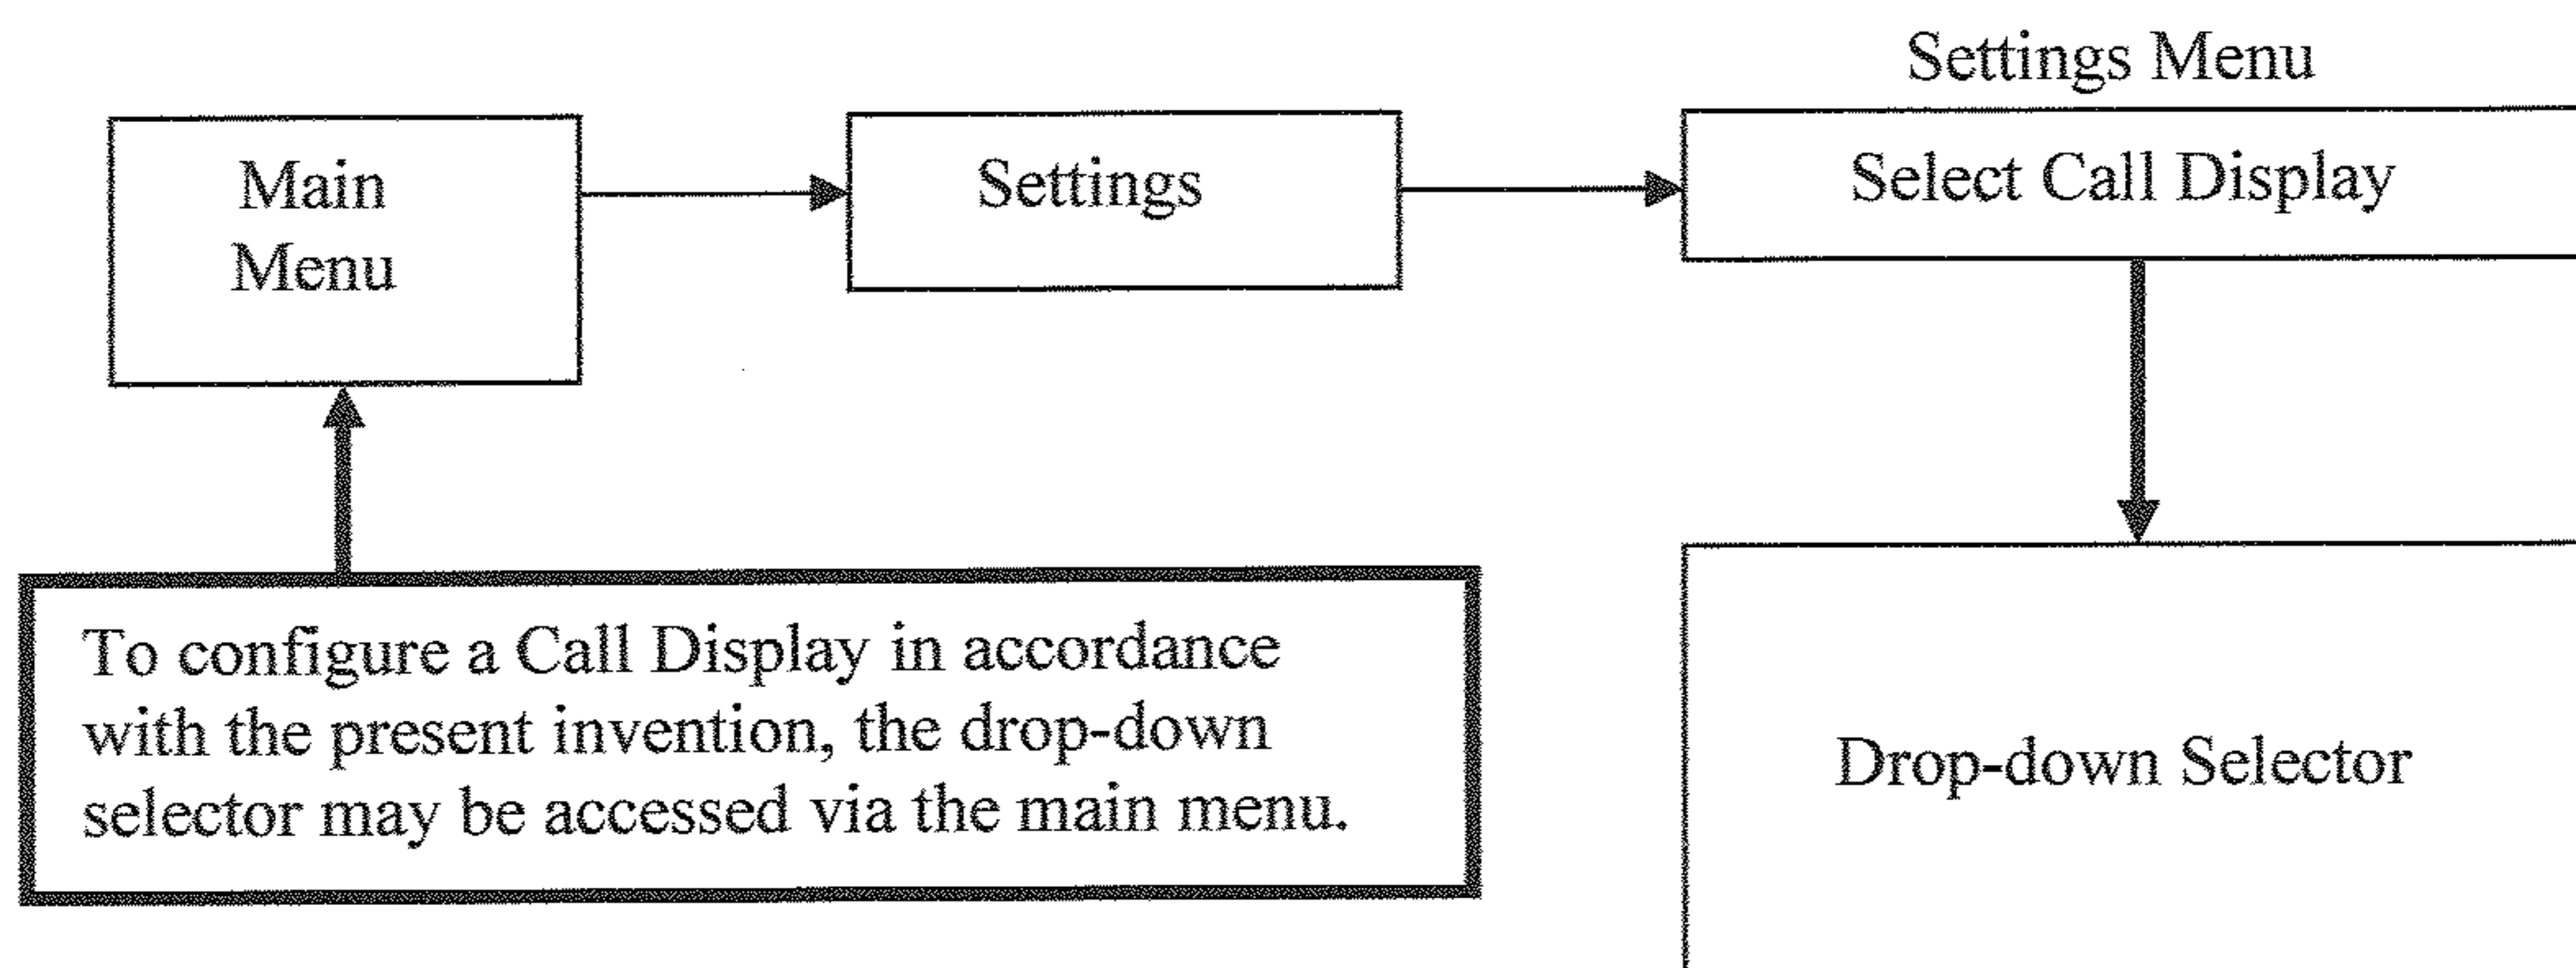 Settings Menu
Main
Menu
Settings
Select Call Display
To configure a Call Display in accordance
with the present invention, the drop-down
selector may be accessed via the main menu.
Drop-down Selector